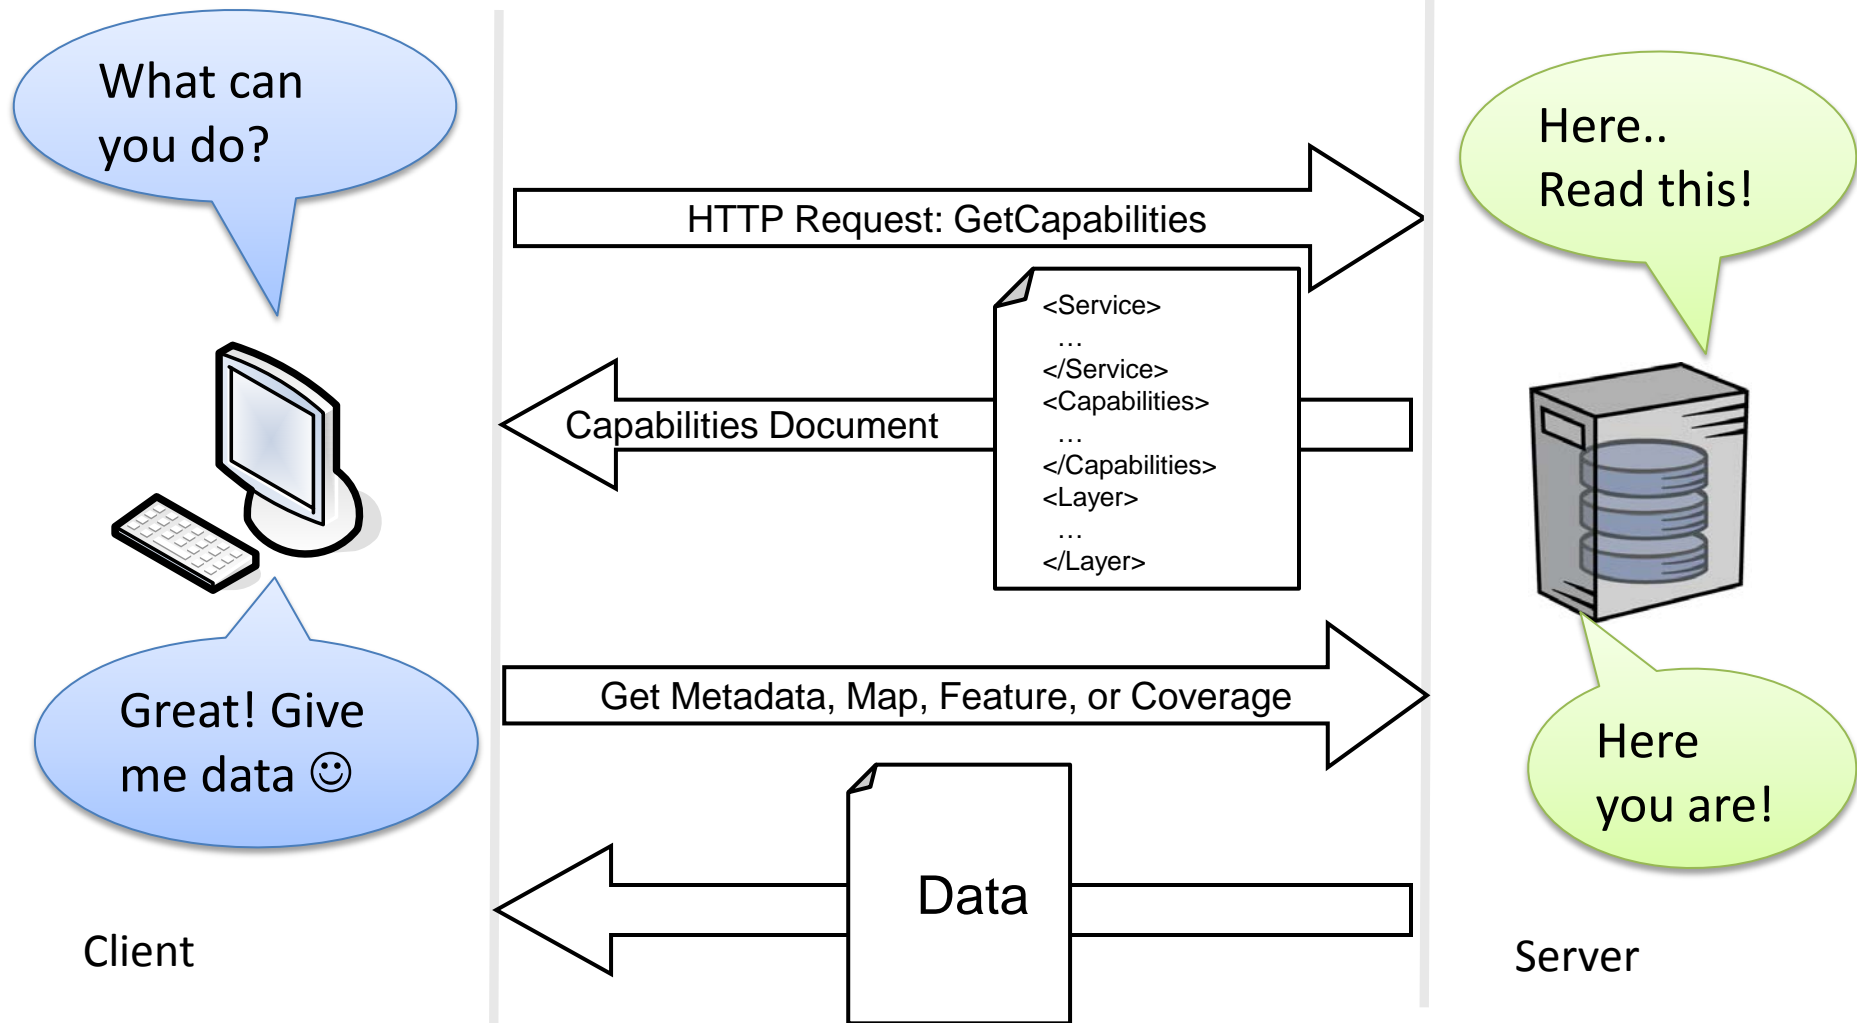 What can
you do?
Here..
Read this!
HTTP Request: GetCapabilities
<Service>
…
</Service>
<Capabilities>
…
</Capabilities>
<Layer>
…
</Layer>
Capabilities Document
Great! Give
me data ☺
Get Metadata, Map, Feature, or Coverage
Here
you are!
Data
Client
Server